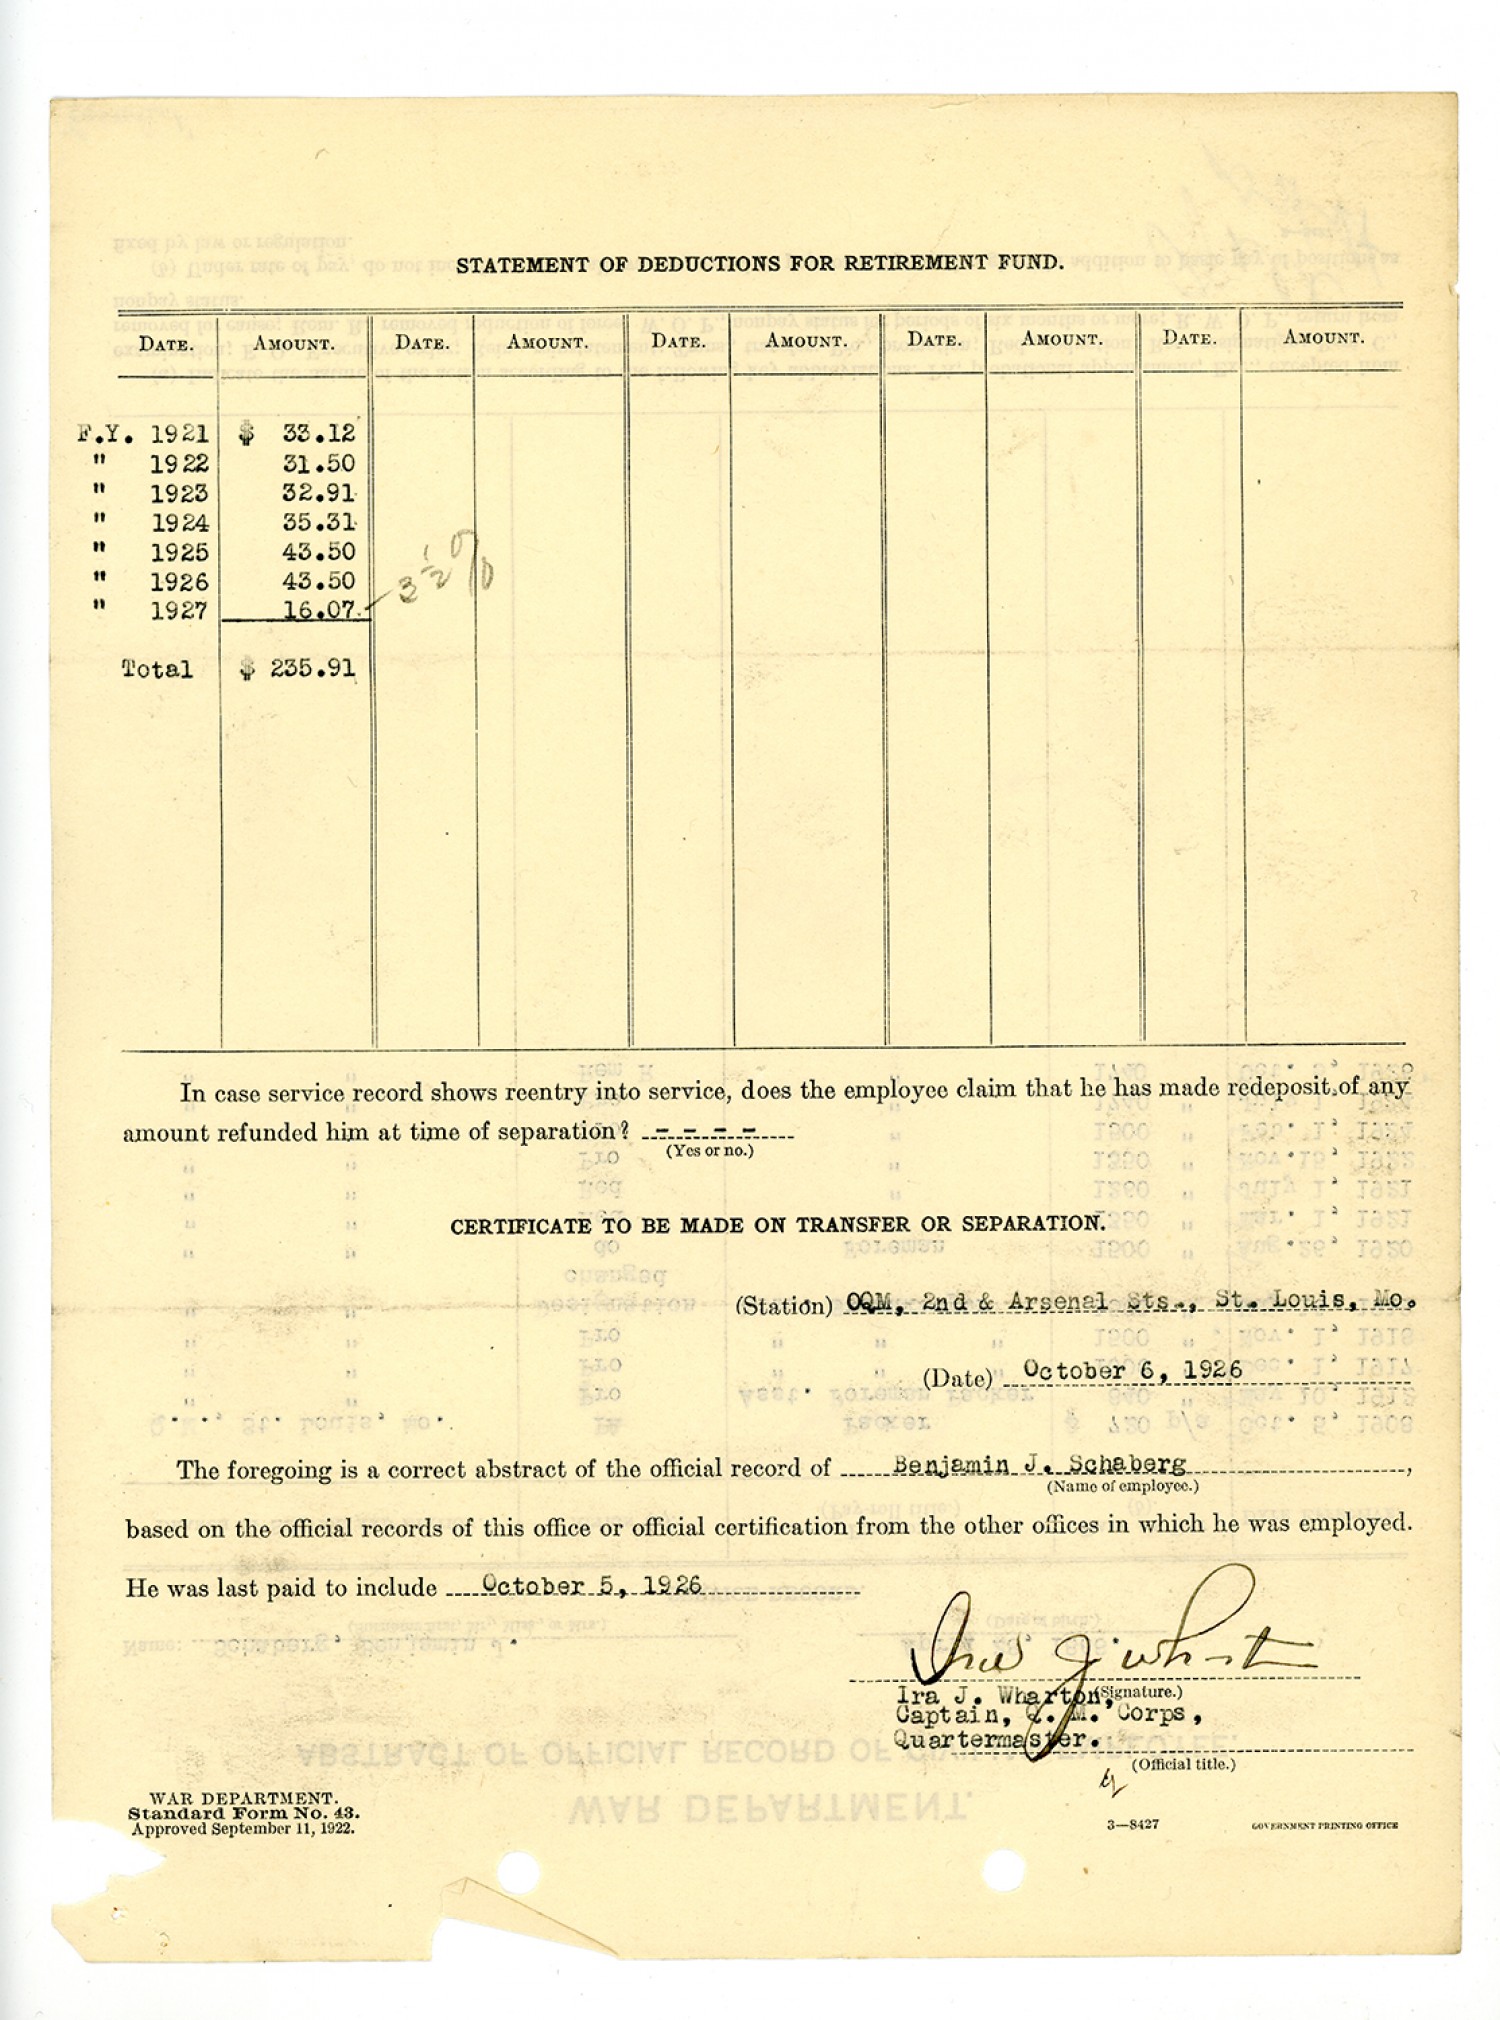 STATEMENT OF DEDUCTIONS FOR RETIREMENT FUND.
DATE. AMOUNT. DATE. AMOUNT. DATE. AMOUNT. DATE. AMOUNT. DATE. AMOUNT.
F.Y. 1921 $ 33.12
" 1922 31.50
" 1923 32.91
" 1924 35.31
" 1925 43.50
" 1926 43.50
" 1927 16.07 3 1/2 %
Total $ 235.91
In case service record shows reentry into service, does the employee claim that he has made redeposit of any
amount refunded him at time of separation? - - - -
(Yes or no.)
CERTIFICATE TO BE MADE ON TRANSFER OR SEPARATION.
(Station) OQM, 2nd & Arsenal Sts., St. Louis, Mo.
(Date) October 6, 1926
The foregoing is a correct abstract of the official record of Benjamin J. Schaberg,
(Name of employee.)
based on the official records of this office or official certification from the other offices in which he was employed.
He was last paid to include October 5, 1926
Ira J. Wharton
Ira J. Wharton, (Signature.)
Captain, Q. M. Corps,
Quartermaster.
(Official title.)
WAR DEPARTMENT.
Standard Form No. 43.
Approved September 11, 1922.
3—8427 GOVERNMENT PRINTING OFFICE